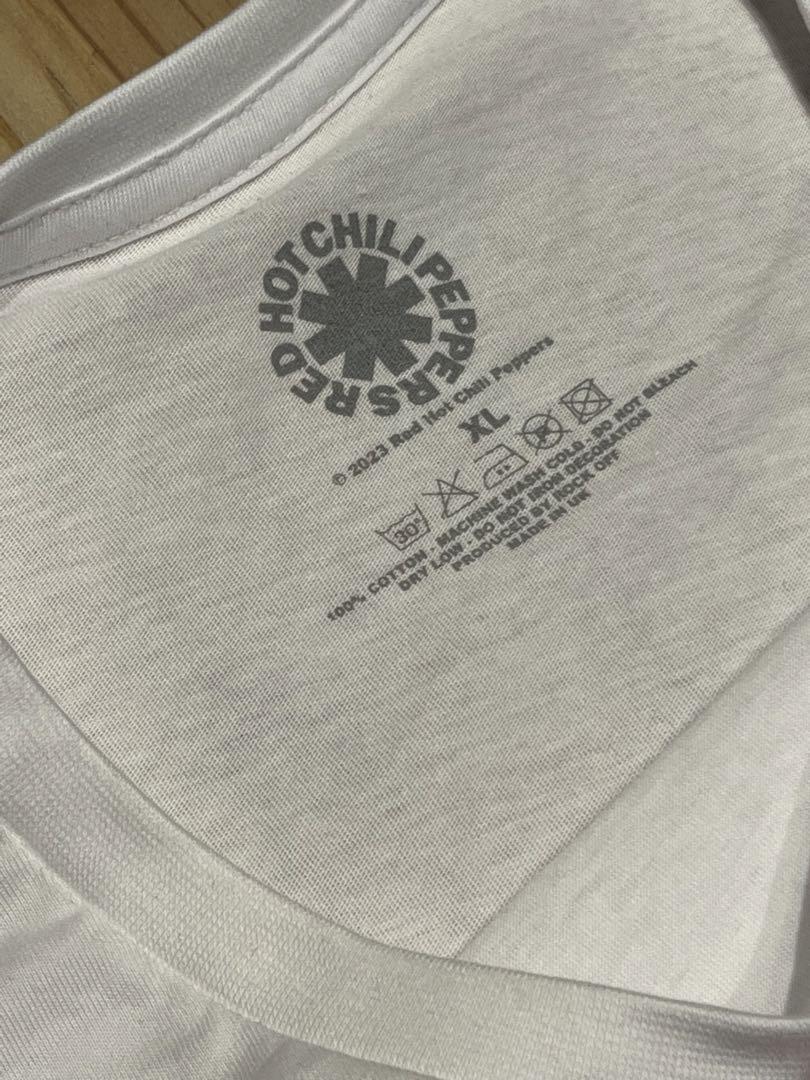 RED HOT CHILI PEPPERS
© 2023 Red Hot Chili Peppers
XL
30°
100% COTTON - MACHINE WASH COLD - DO NOT BLEACH
DRY LOW - DO NOT IRON DECORATION
PRODUCED BY ROCK OFF
MADE IN UK